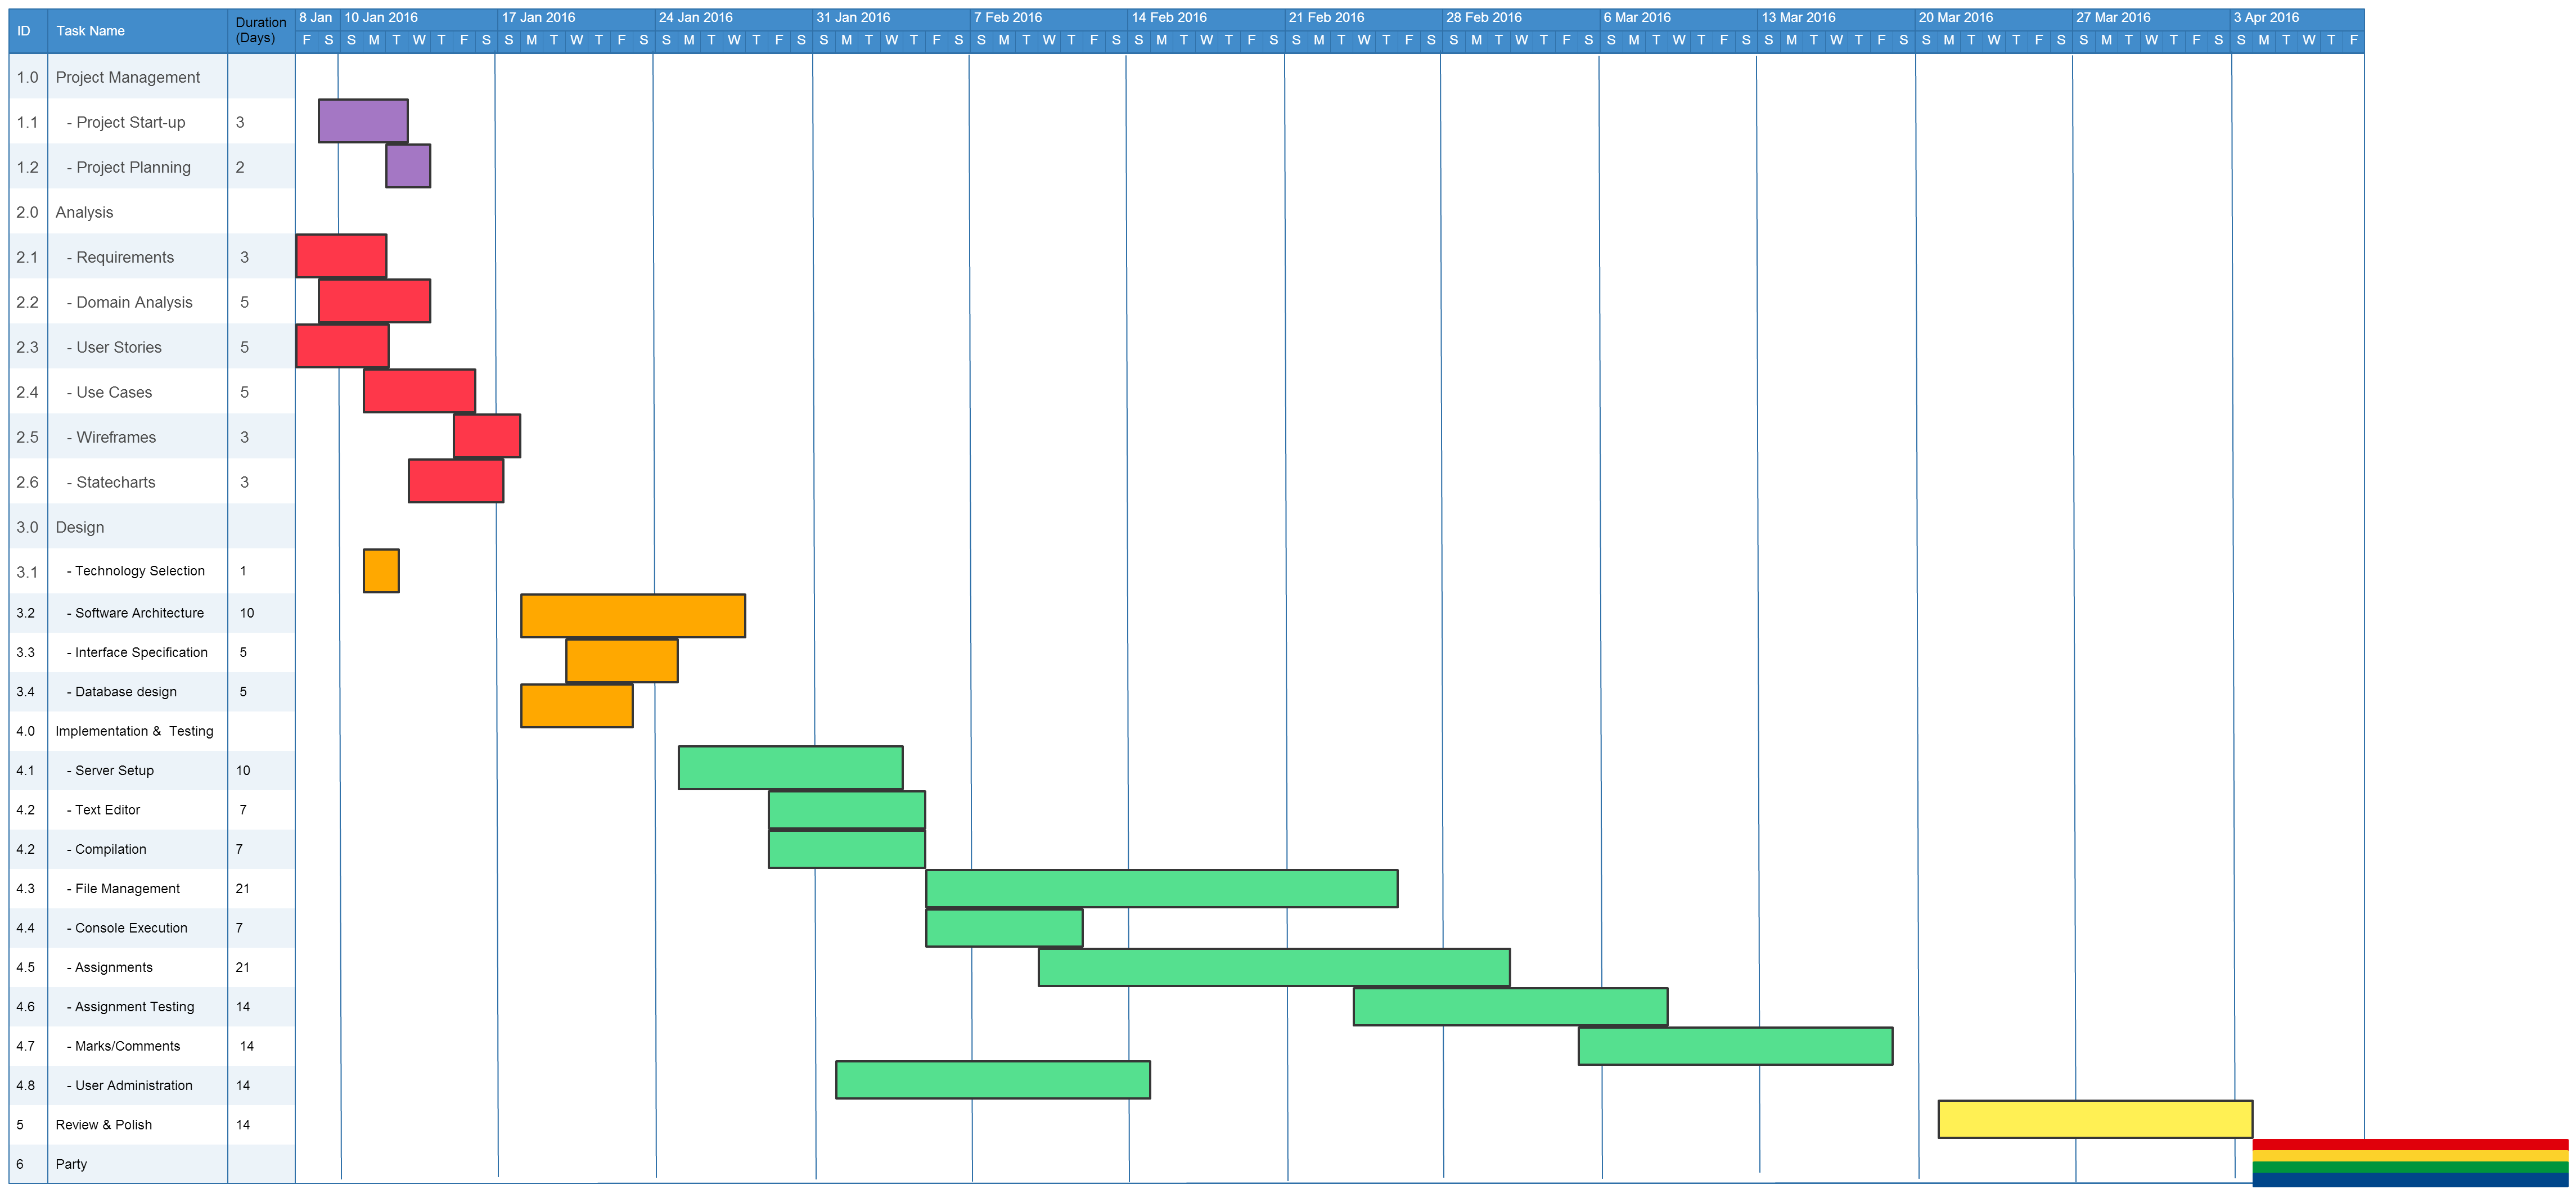 ID Task Name Duration (Days) 8 Jan 10 Jan 2016 17 Jan 2016 24 Jan 2016 31 Jan 2016 7 Feb 2016 14 Feb 2016 21 Feb 2016 28 Feb 2016 6 Mar 2016 13 Mar 2016 20 Mar 2016 27 Mar 2016 3 Apr 2016
F S S M T W T F S S M T W T F S S M T W T F S S M T W T F S S M T W T F S S M T W T F S S M T W T F S S M T W T F S S M T W T F S S M T W T F S S M T W T F S S M T W T F S S M T W T F
1.0 Project Management
1.1 - Project Start-up 3
1.2 - Project Planning 2
2.0 Analysis
2.1 - Requirements 3
2.2 - Domain Analysis 5
2.3 - User Stories 5
2.4 - Use Cases 5
2.5 - Wireframes 3
2.6 - Statecharts 3
3.0 Design
3.1 - Technology Selection 1
3.2 - Software Architecture 10
3.3 - Interface Specification 5
3.4 - Database design 5
4.0 Implementation & Testing
4.1 - Server Setup 10
4.2 - Text Editor 7
4.2 - Compilation 7
4.3 - File Management 21
4.4 - Console Execution 7
4.5 - Assignments 21
4.6 - Assignment Testing 14
4.7 - Marks/Comments 14
4.8 - User Administration 14
5 Review & Polish 14
6 Party